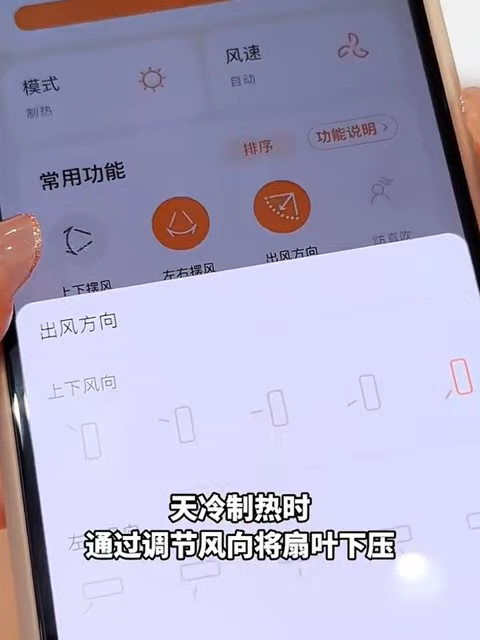 模式
制热
风速
自动
常用功能
排序
功能说明 >
上下摆风
左右摆风
出风方向
防直吹
出风方向
上下风向
天冷制热时
通过调节风向将扇叶下压